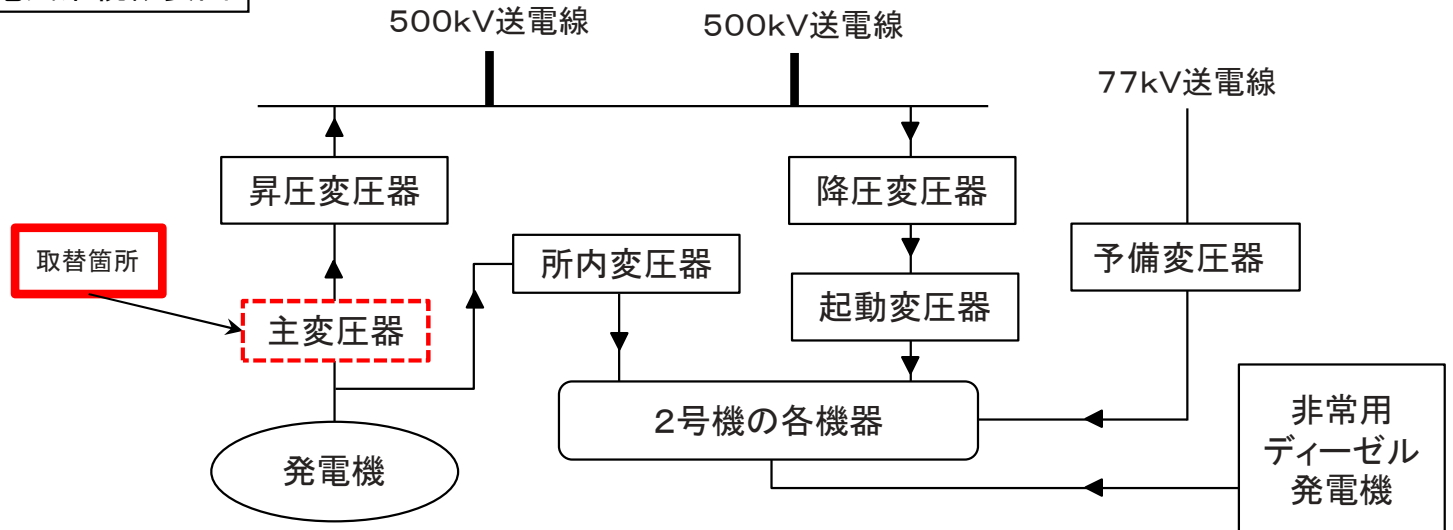 500kV送電線
500kV送電線
77kV送電線
昇圧変圧器
降圧変圧器
取替箇所
所内変圧器
予備変圧器
主変圧器
起動変圧器
2号機の各機器
発電機
非常用
ディーゼル
発電機